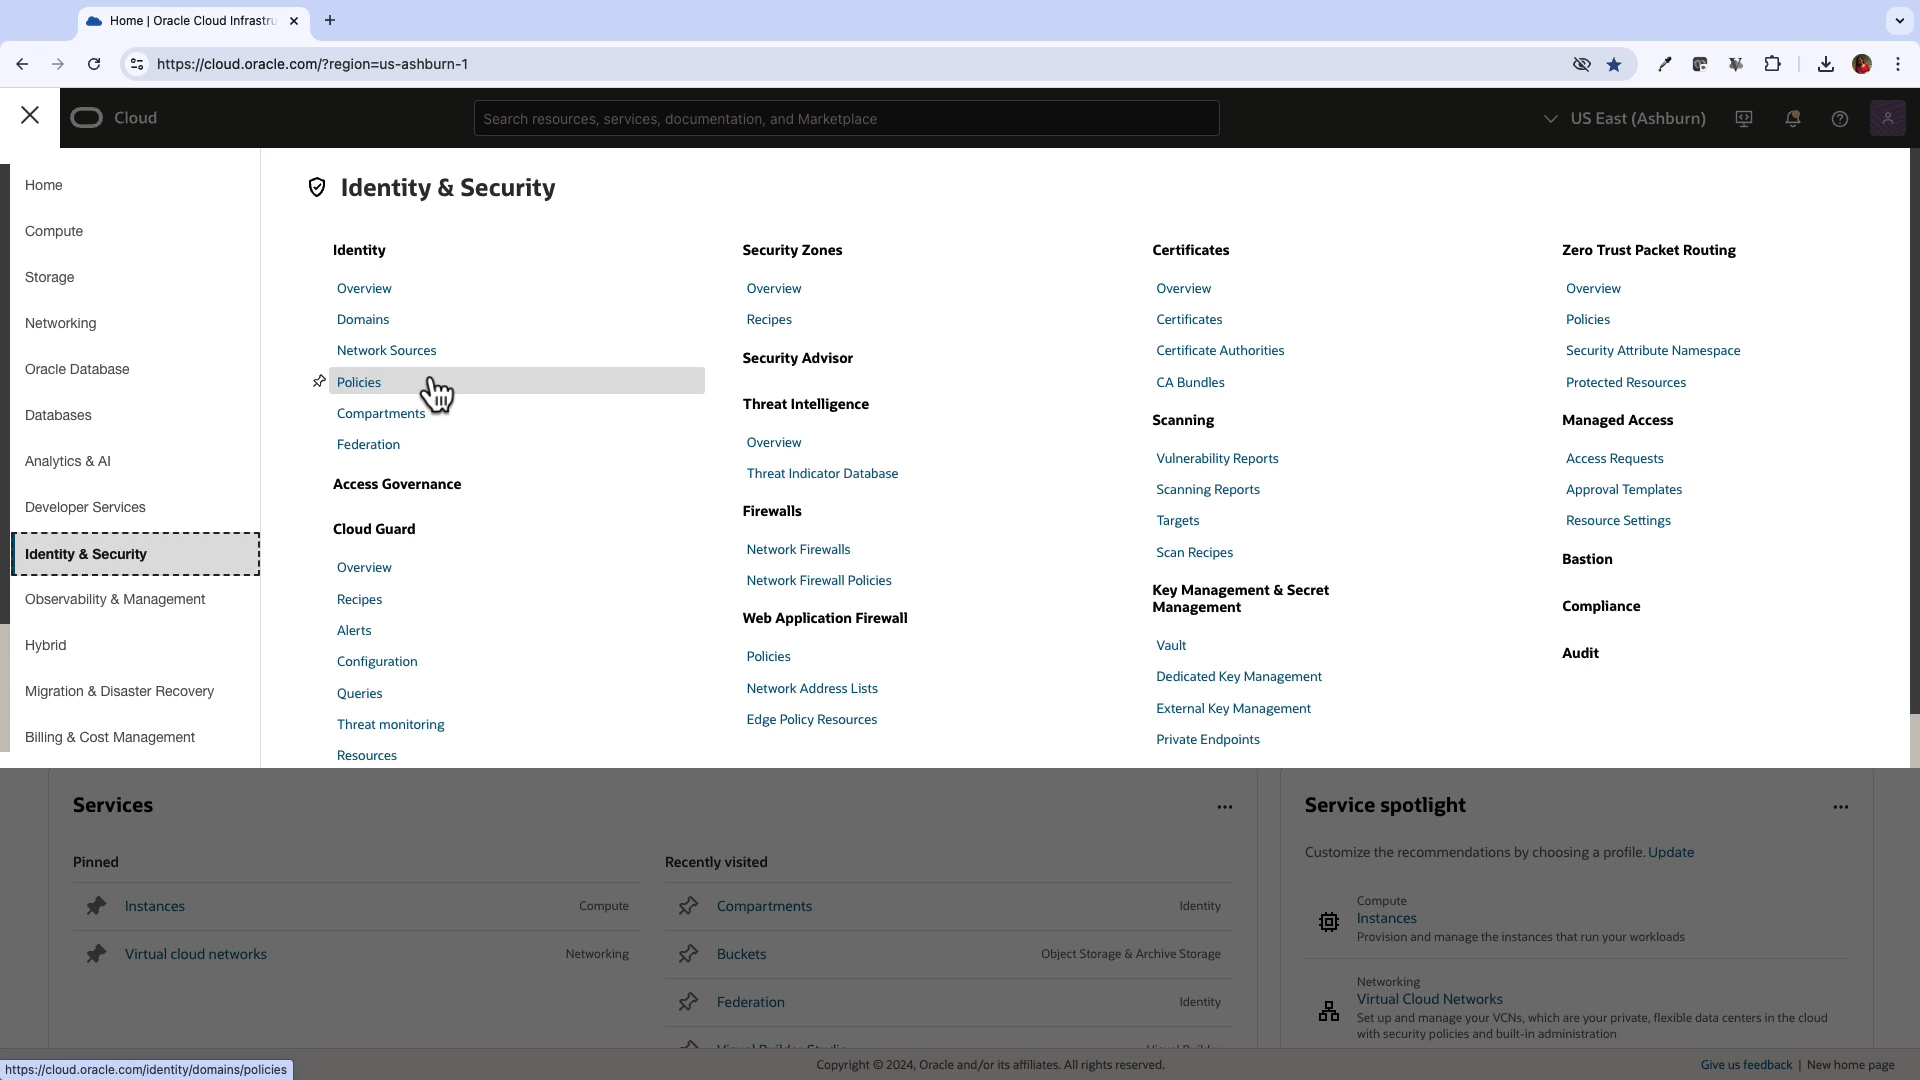 Home | Oracle Cloud Infrastru
https://cloud.oracle.com/?region=us-ashburn-1
Cloud
Search resources, services, documentation, and Marketplace
US East (Ashburn)
Home
Compute
Storage
Networking
Oracle Database
Databases
Analytics & AI
Developer Services
Identity & Security
Observability & Management
Hybrid
Migration & Disaster Recovery
Billing & Cost Management
Identity & Security
Identity
Overview
Domains
Network Sources
Policies
Compartments
Federation
Access Governance
Cloud Guard
Overview
Recipes
Alerts
Configuration
Queries
Threat monitoring
Resources
Security Zones
Overview
Recipes
Security Advisor
Threat Intelligence
Overview
Threat Indicator Database
Firewalls
Network Firewalls
Network Firewall Policies
Web Application Firewall
Policies
Network Address Lists
Edge Policy Resources
Certificates
Overview
Certificates
Certificate Authorities
CA Bundles
Scanning
Vulnerability Reports
Scanning Reports
Targets
Scan Recipes
Key Management & Secret
Management
Vault
Dedicated Key Management
External Key Management
Private Endpoints
Zero Trust Packet Routing
Overview
Policies
Security Attribute Namespace
Protected Resources
Managed Access
Access Requests
Approval Templates
Resource Settings
Bastion
Compliance
Audit
Services
Pinned
Instances
Compute
Virtual cloud networks
Networking
Recently visited
Compartments
Identity
Buckets
Object Storage & Archive Storage
Federation
Identity
Service spotlight
Customize the recommendations by choosing a profile. Update
Compute
Instances
Provision and manage the instances that run your workloads
Networking
Virtual Cloud Networks
Set up and manage your VCNs, which are your private, flexible data centers in the cloud
with security policies and built-in administration
https://cloud.oracle.com/identity/domains/policies
Copyright © 2024, Oracle and/or its affiliates. All rights reserved.
Give us feedback | New home page